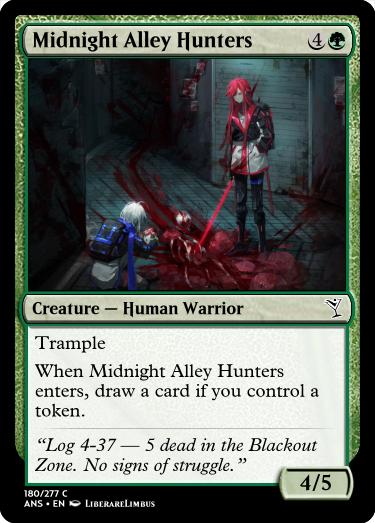 Midnight Alley Hunters 4
Creature — Human Warrior
Trample
When Midnight Alley Hunters
enters, draw a card if you control a
token.
“Log 4-37 — 5 dead in the Blackout
Zone. No signs of struggle.”
4/5
180/277 C
ANS • EN LiberareLimbus